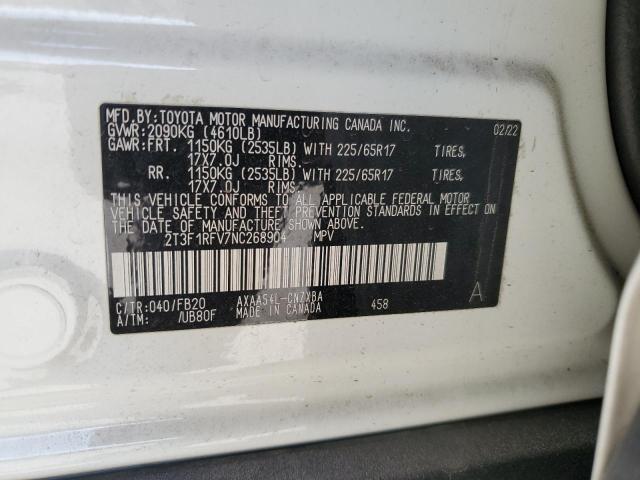 MFD.BY:TOYOTA MOTOR MANUFACTURING CANADA INC. 02/22
GVWR:2090KG (4610LB)
GAWR:FRT. 1150KG (2535LB) WITH 225/65R17 TIRES,
17X7.0J RIMS.
RR. 1150KG (2535LB) WITH 225/65R17 TIRES,
17X7.0J RIMS.
THIS VEHICLE CONFORMS TO ALL APPLICABLE FEDERAL MOTOR
VEHICLE SAFETY AND THEFT PREVENTION STANDARDS IN EFFECT ON
THE DATE OF MANUFACTURE SHOWN ABOVE.
2T3F1RFV7NC268904 MPV
C/TR:040/FB20 AXAA54L-CNZXBA 458 A
A/TM: /UB80F MADE IN CANADA